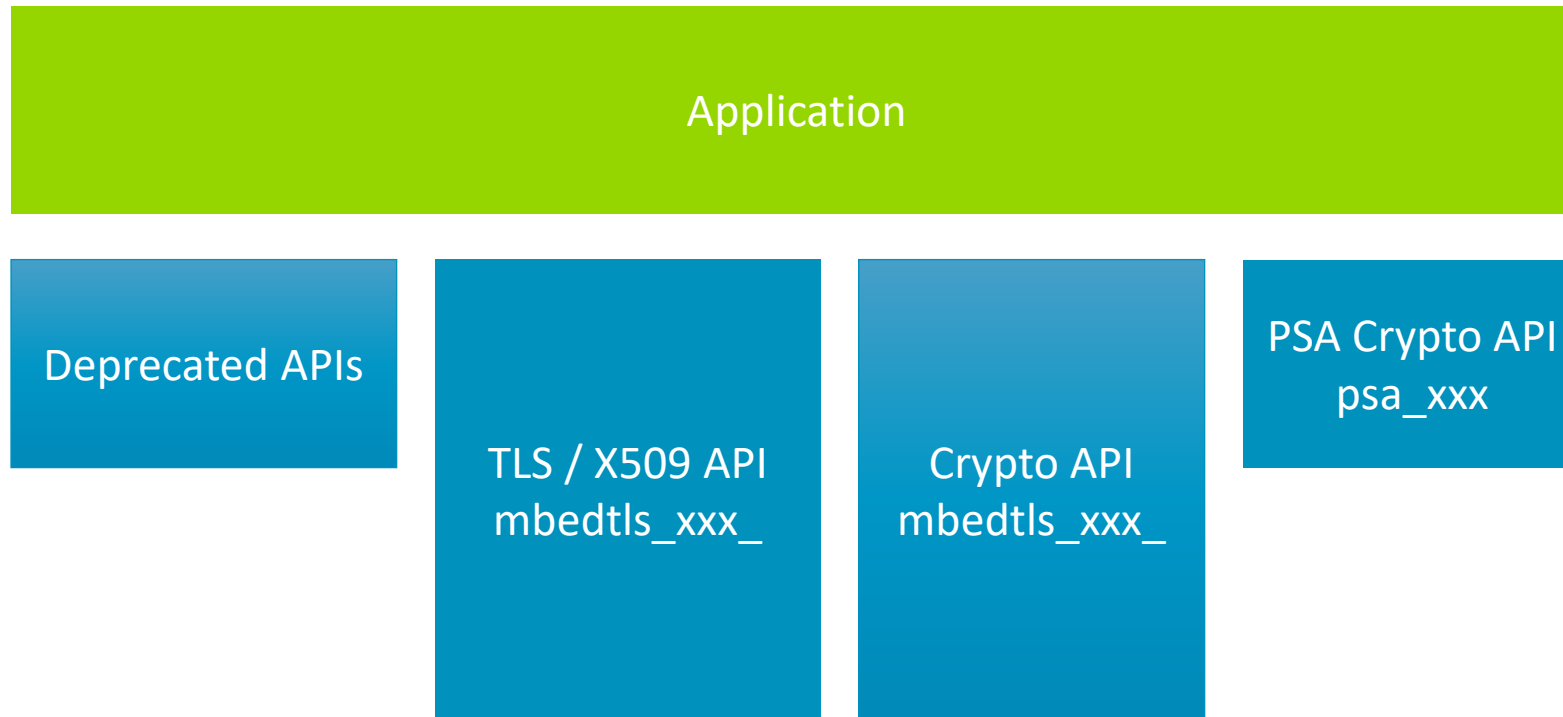 Application
Deprecated APIs
TLS / X509 API
mbedtls_xxx_
Crypto API
mbedtls_xxx_
PSA Crypto API
psa_xxx